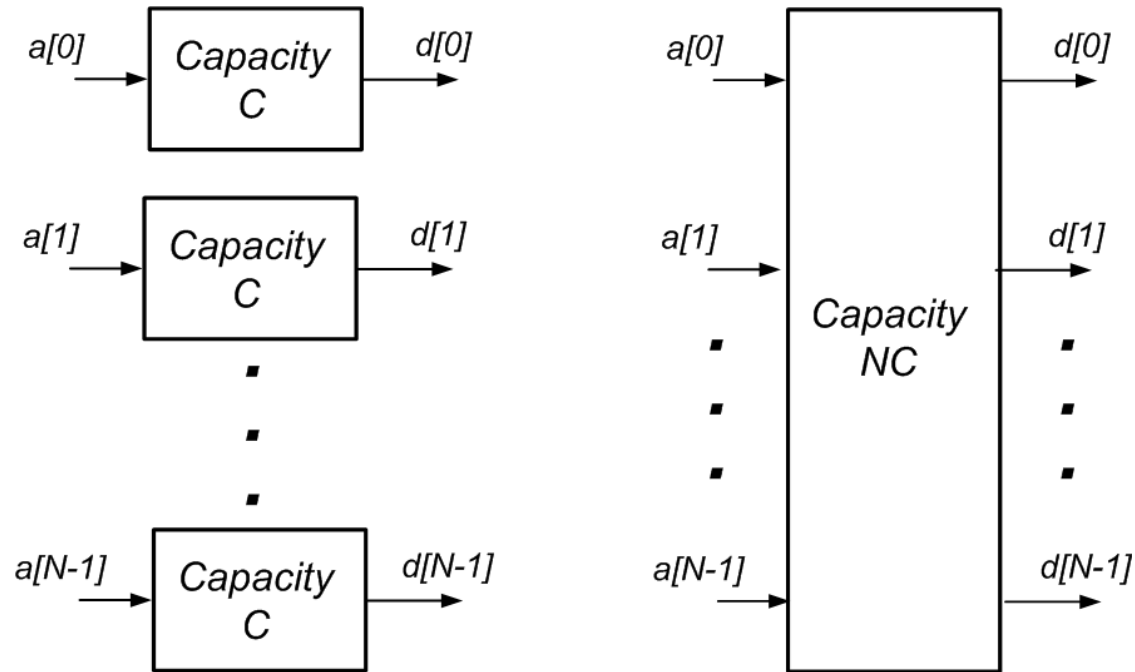 a[0]
Capacity
C
d[0]
a[1]
Capacity
C
d[1]
a[N-1]
Capacity
C
d[N-1]
a[0]
d[0]
a[1]
d[1]
Capacity
NC
a[N-1]
d[N-1]